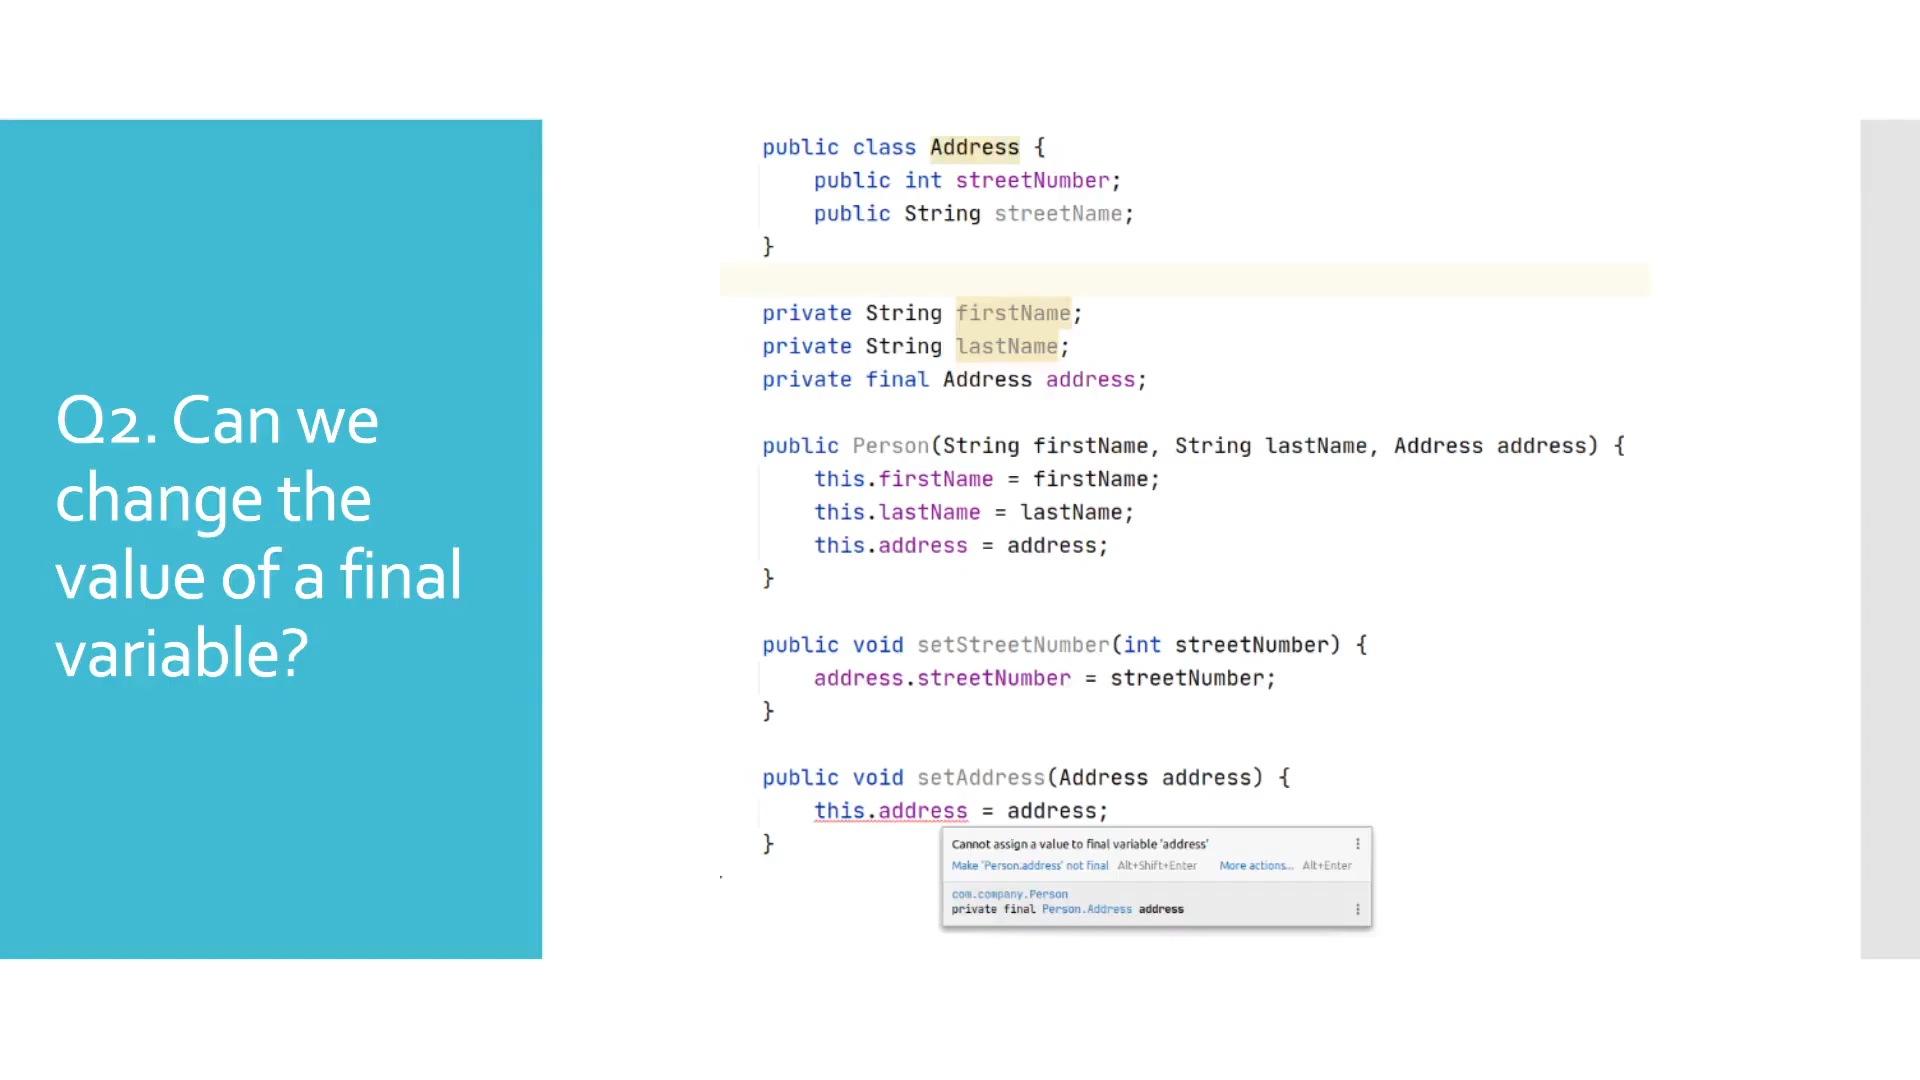 Q2. Can we
change the
value of a final
variable?
public class Address {
public int streetNumber;
public String streetName;
}
private String firstName;
private String lastName;
private final Address address;
public Person(String firstName, String lastName, Address address) {
this.firstName = firstName;
this.lastName = lastName;
this.address = address;
}
public void setStreetNumber(int streetNumber) {
address.streetNumber = streetNumber;
}
public void setAddress(Address address) {
this.address = address;
}
Cannot assign a value to final variable 'address'
Make 'Person.address' not final Alt+Shift+Enter More actions... Alt+Enter
com.company.Person
private final Person.Address address